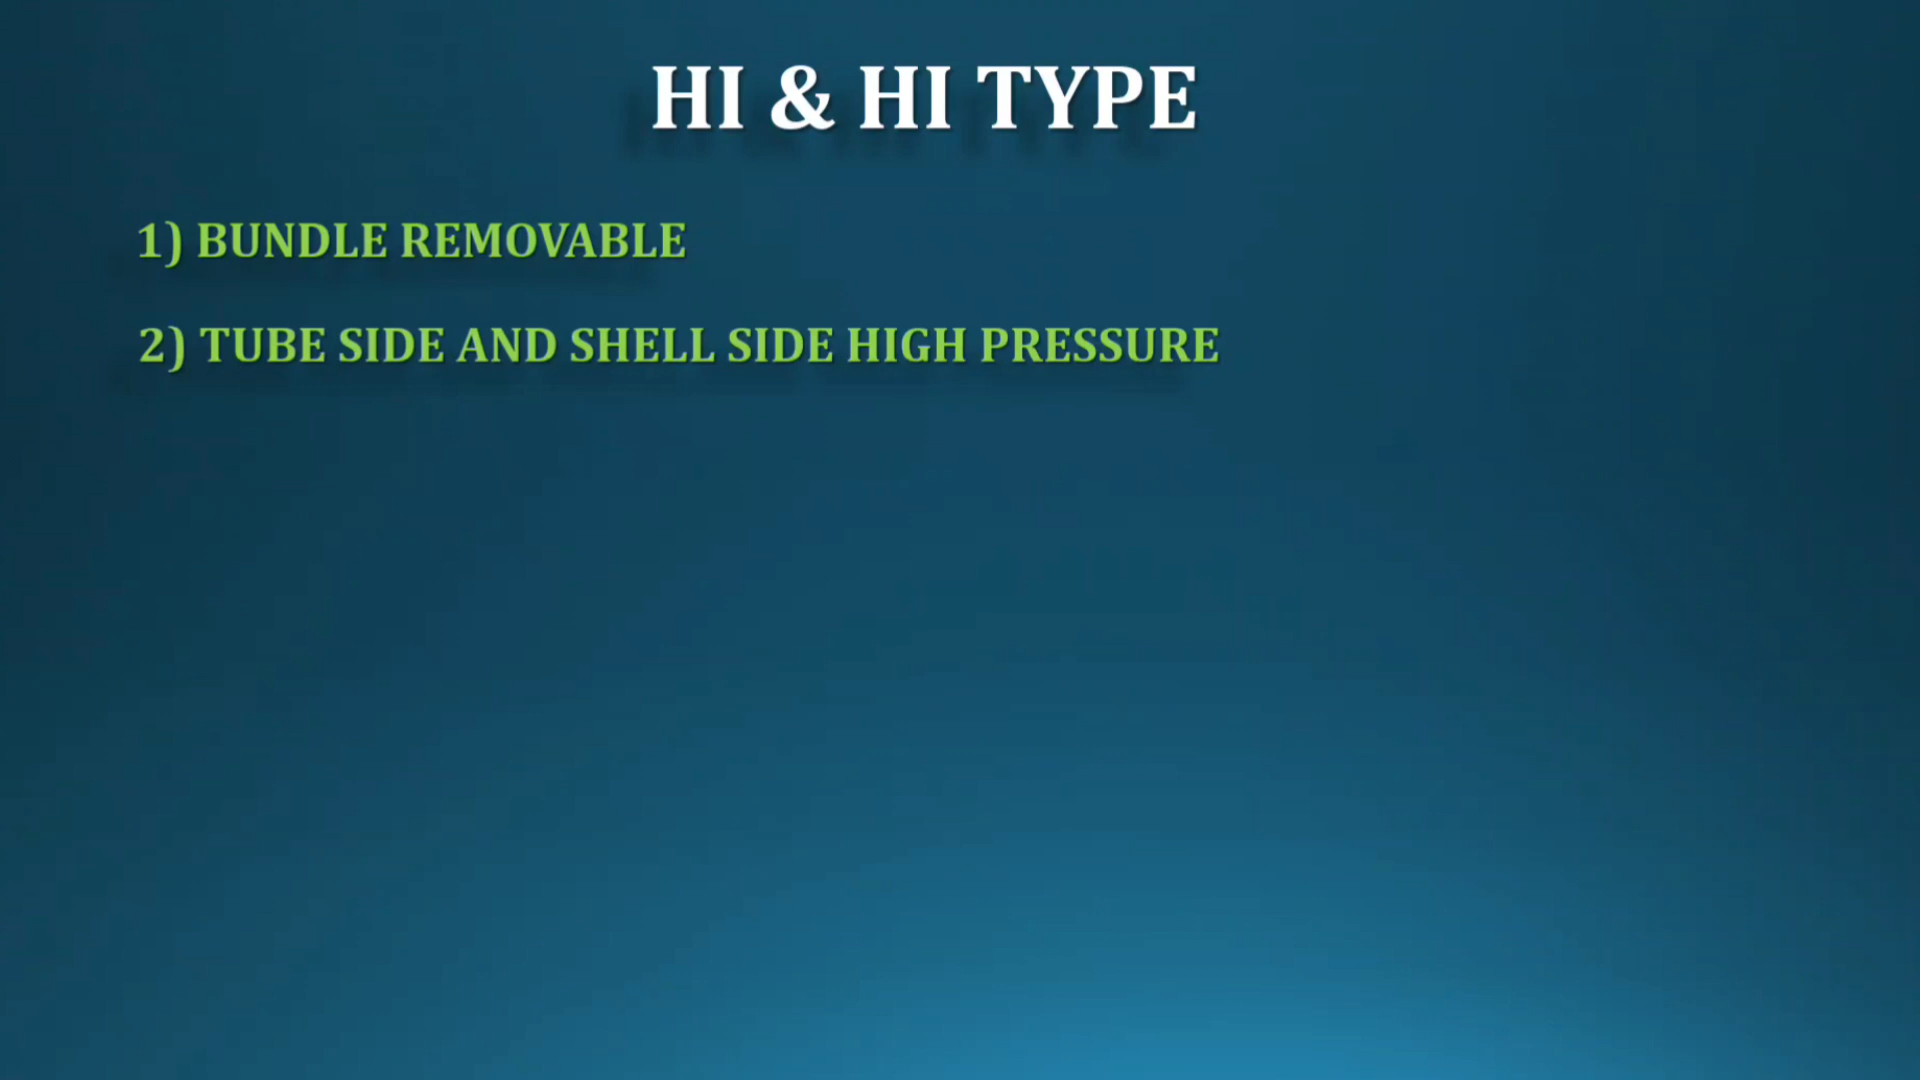 HI & HI TYPE
1) BUNDLE REMOVABLE
2) TUBE SIDE AND SHELL SIDE HIGH PRESSURE